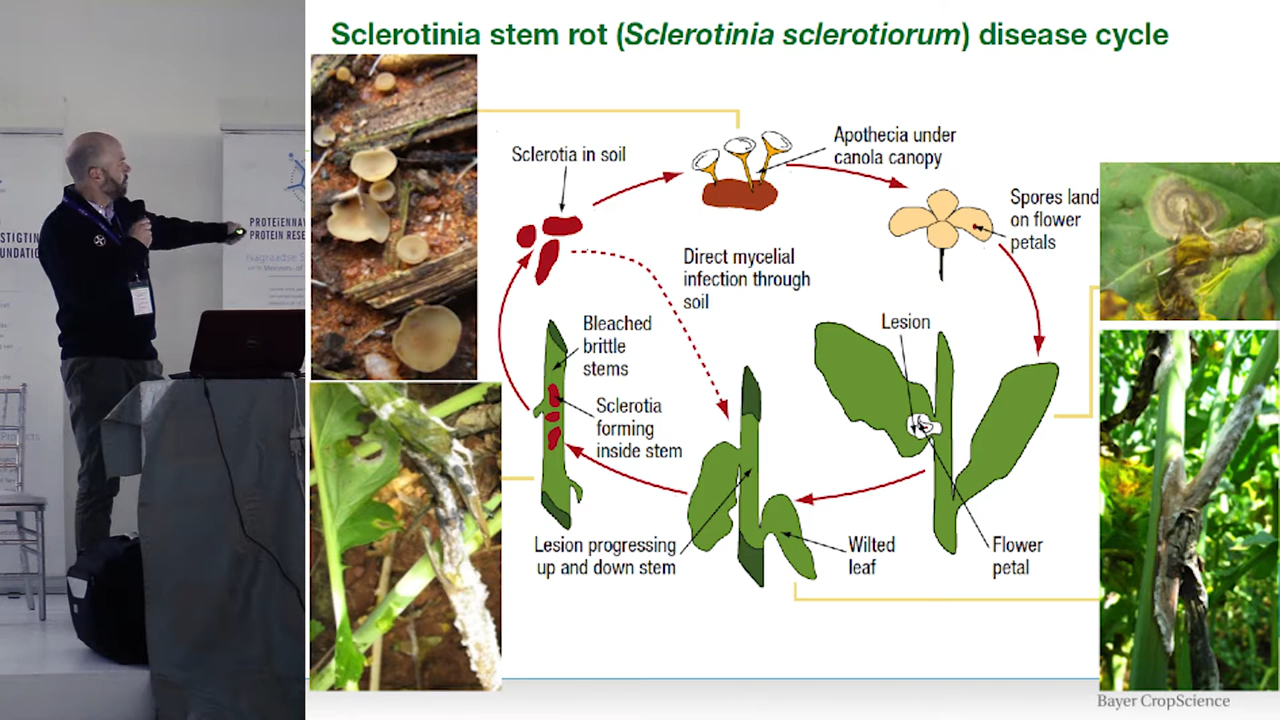 Sclerotinia stem rot (Sclerotinia sclerotiorum) disease cycle
Sclerotia in soil
Apothecia under
canola canopy
Spores land
on flower
petals
Direct mycelial
infection through
soil
Lesion
Bleached
brittle
stems
Sclerotia
forming
inside stem
Lesion progressing
up and down stem
Wilted
leaf
Flower
petal
Bayer CropScience
PROTEIENNAV
PROTEIN RESE
Nagraadse S
STIGTIN
UNDATI